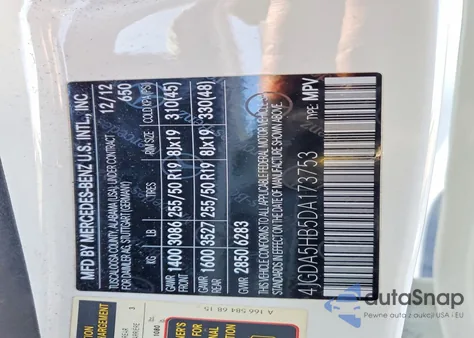 MFD BY MERCEDES-BENZ U.S. INTL., INC.
TUSCALOOSA COUNTY, ALABAMA (USA), UNDER CONTRACT
FOR DAIMLER AG, STUTTGART (GERMANY)
12/12
650
KG LB TIRES RIM SIZE COLD(KPA/PSI)
GAWR FRONT 1400 3086 255/50 R19 8Jx19 310(45)
GAWR REAR 1600 3527 255/50 R19 8Jx19 330(48)
GVWR 2850 6283
THIS VEHICLE CONFORMS TO ALL APPLICABLE FEDERAL MOTOR VEHICLE
STANDARDS IN EFFECT ON THE DATE OF MANUFACTURE SHOWN ABOVE.
4JGDA5HB5DA173753 TYPE: MPV
A 166 584 68 15
autoSnap
Pewne auta z aukcji USA